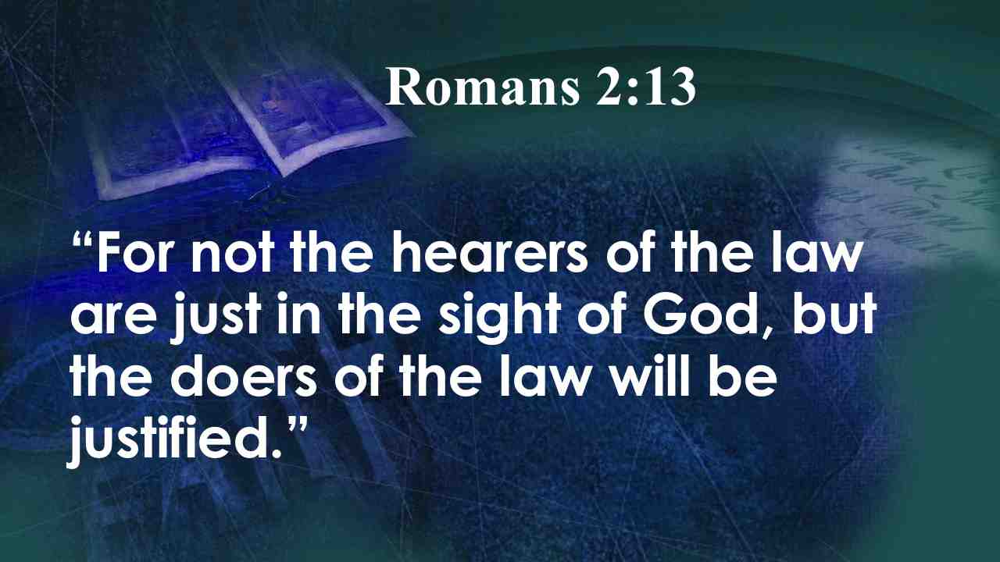 Romans 2:13
“For not the hearers of the law
are just in the sight of God, but
the doers of the law will be
justified.”